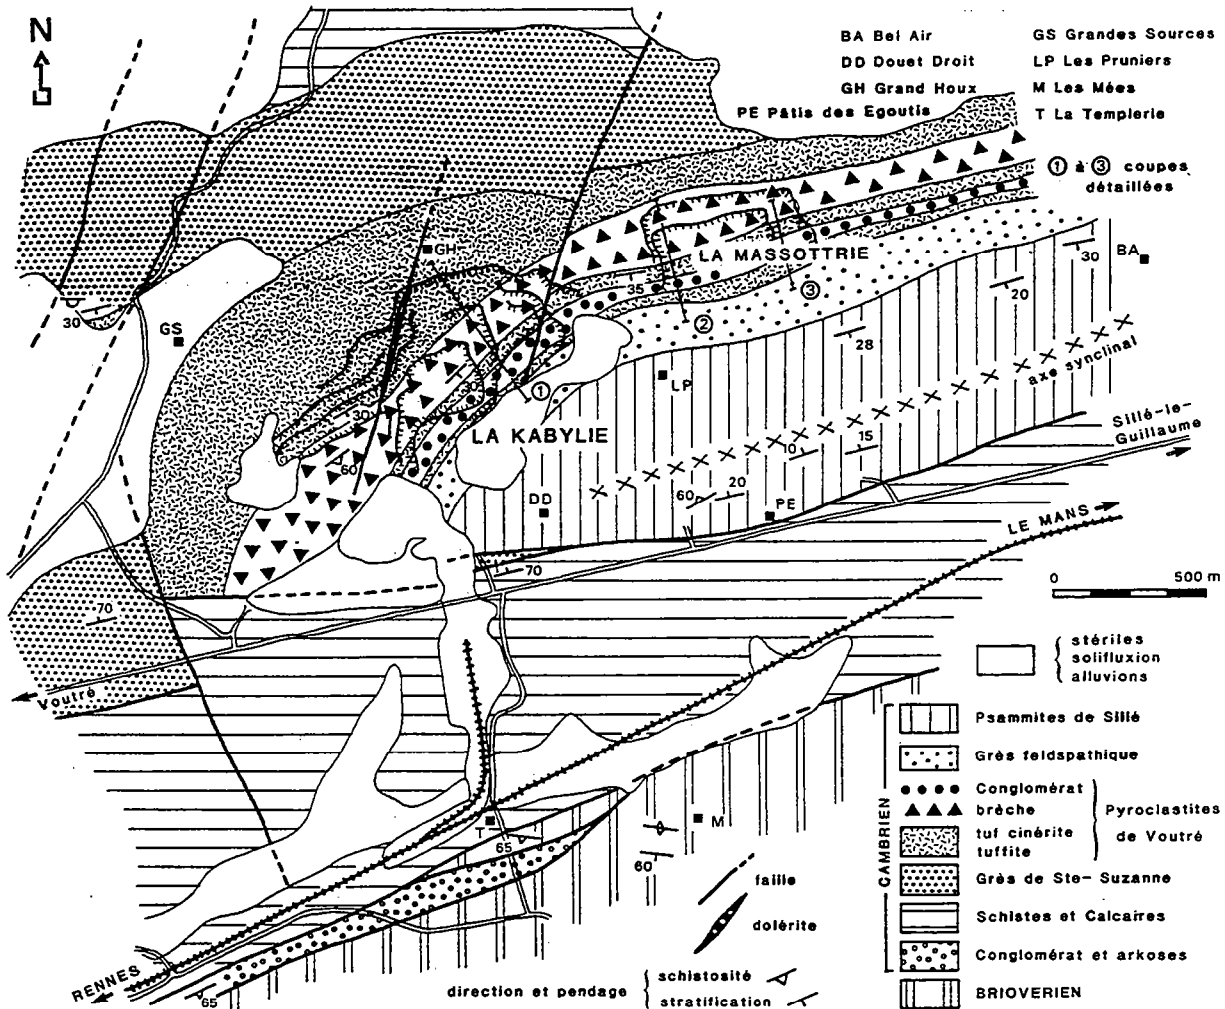 N
BA Bel Air
GS Grandes Sources
DD Douet Droit
LP Les Pruniers
GH Grand Houx
M Les Mées
PE Pâtis des Egoutis
T La Templerie
① à ③ coupes
détaillées
GH
LA MASSOTTRIE
BA
30
35
20
③
30
GS
②
28
LP
30
①
30
axe synclinal
LA KABYLIE
Sillé-le-
Guillaume
60
10
15
20
60
DD
PE
LE MANS
70
0 500 m
70
Voutré
stériles
solifluxion
alluvions
Psammites de Sillé
Grès feldspathique
Conglomérat
brèche
Pyroclastites
tuf cinérite
de Voutré
tuffite
CAMBRIEN
Grès de Ste-Suzanne
Schistes et Calcaires
Conglomérat et arkoses
BRIOVERIEN
T
M
65
60
faille
dolérite
RENNES
65
direction et pendage
schistosité
stratification